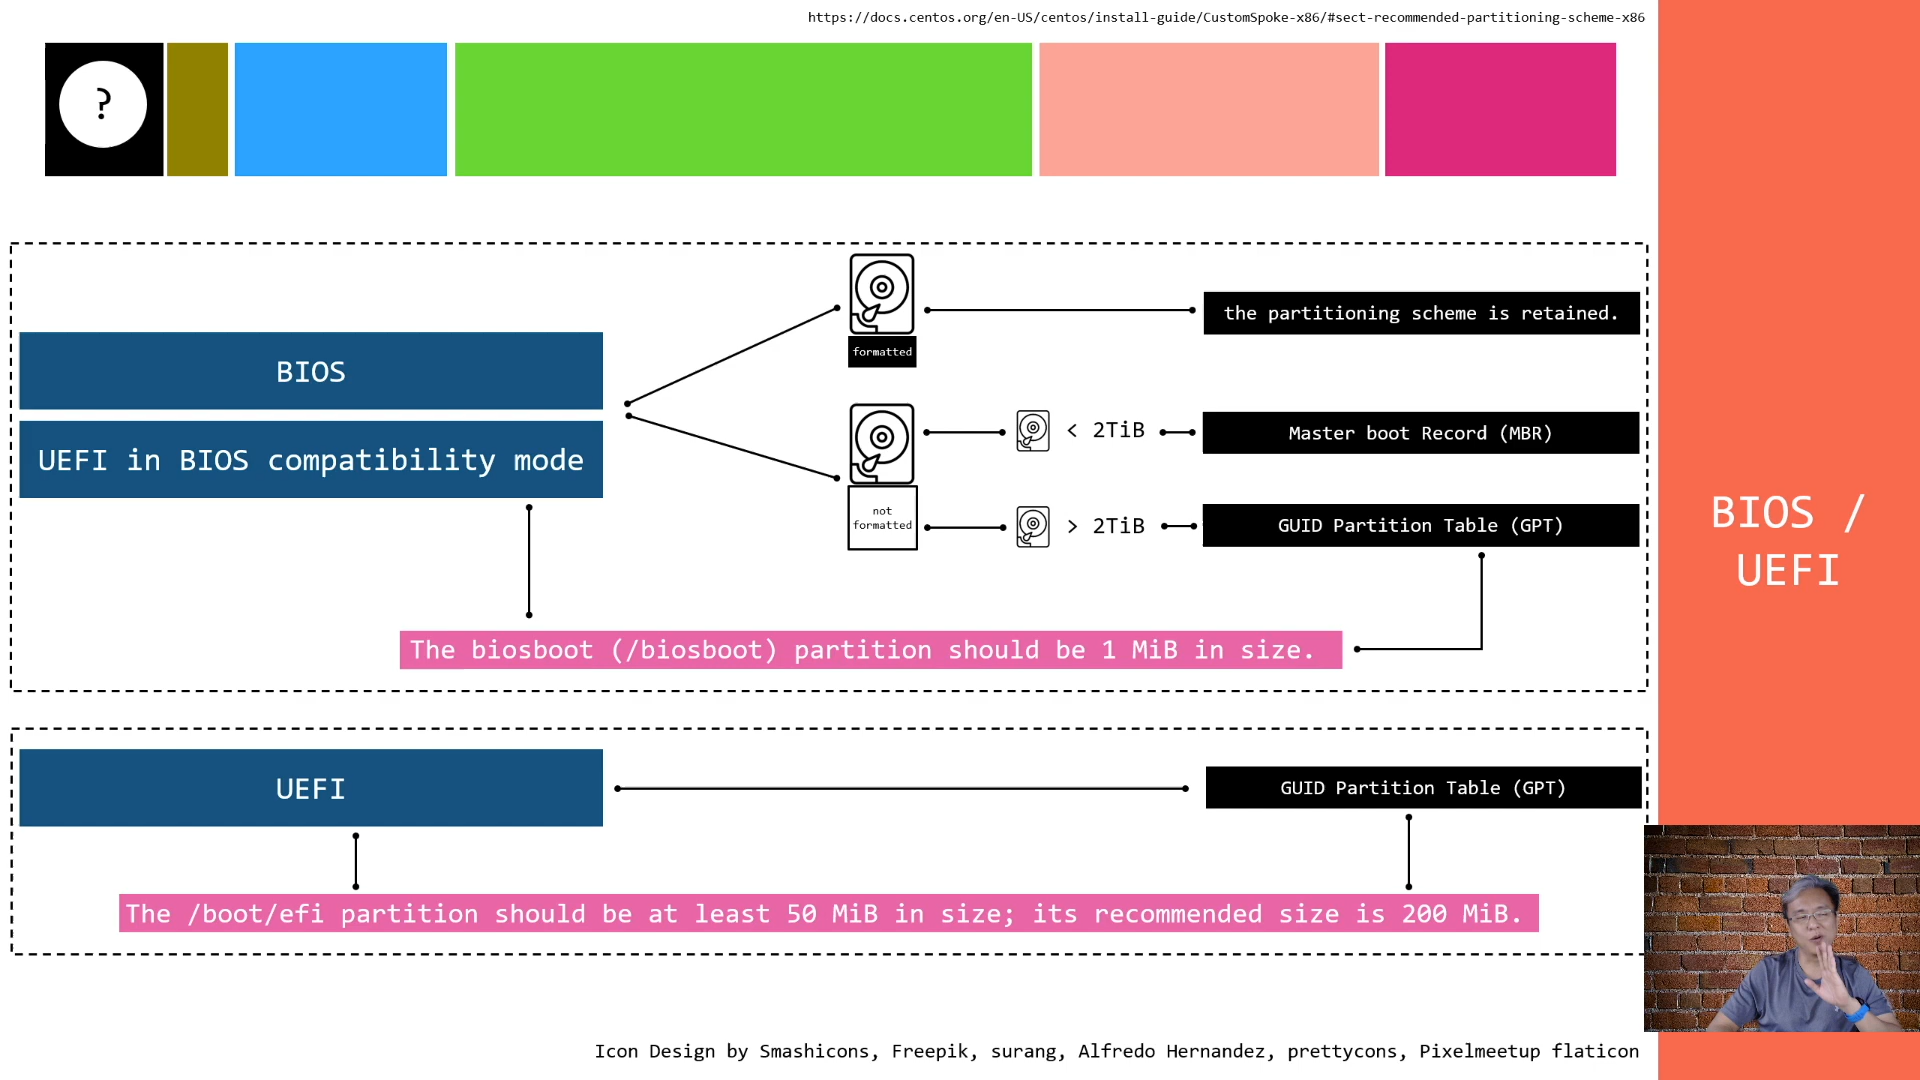 https://docs.centos.org/en-US/centos/install-guide/CustomSpoke-x86/#sect-recommended-partitioning-scheme-x86
?
formatted
the partitioning scheme is retained.
BIOS
UEFI in BIOS compatibility mode
< 2TiB
Master boot Record (MBR)
not
formatted
> 2TiB
GUID Partition Table (GPT)
BIOS /
UEFI
The biosboot (/biosboot) partition should be 1 MiB in size.
UEFI
GUID Partition Table (GPT)
The /boot/efi partition should be at least 50 MiB in size; its recommended size is 200 MiB.
Icon Design by Smashicons, Freepik, surang, Alfredo Hernandez, prettycons, Pixelmeetup flaticon